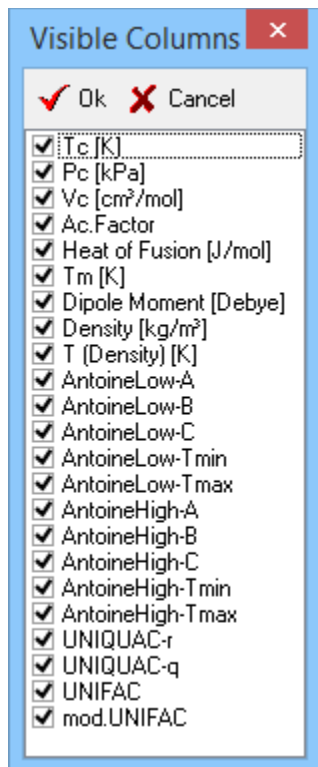 Visible Columns
Ok Cancel
Tc [K]
Pc [kPa]
Vc [cm³/mol]
Ac.Factor
Heat of Fusion [J/mol]
Tm [K]
Dipole Moment [Debye]
Density [kg/m³]
T (Density) [K]
AntoineLow-A
AntoineLow-B
AntoineLow-C
AntoineLow-Tmin
AntoineLow-Tmax
AntoineHigh-A
AntoineHigh-B
AntoineHigh-C
AntoineHigh-Tmin
AntoineHigh-Tmax
UNIQUAC-r
UNIQUAC-q
UNIFAC
mod.UNIFAC